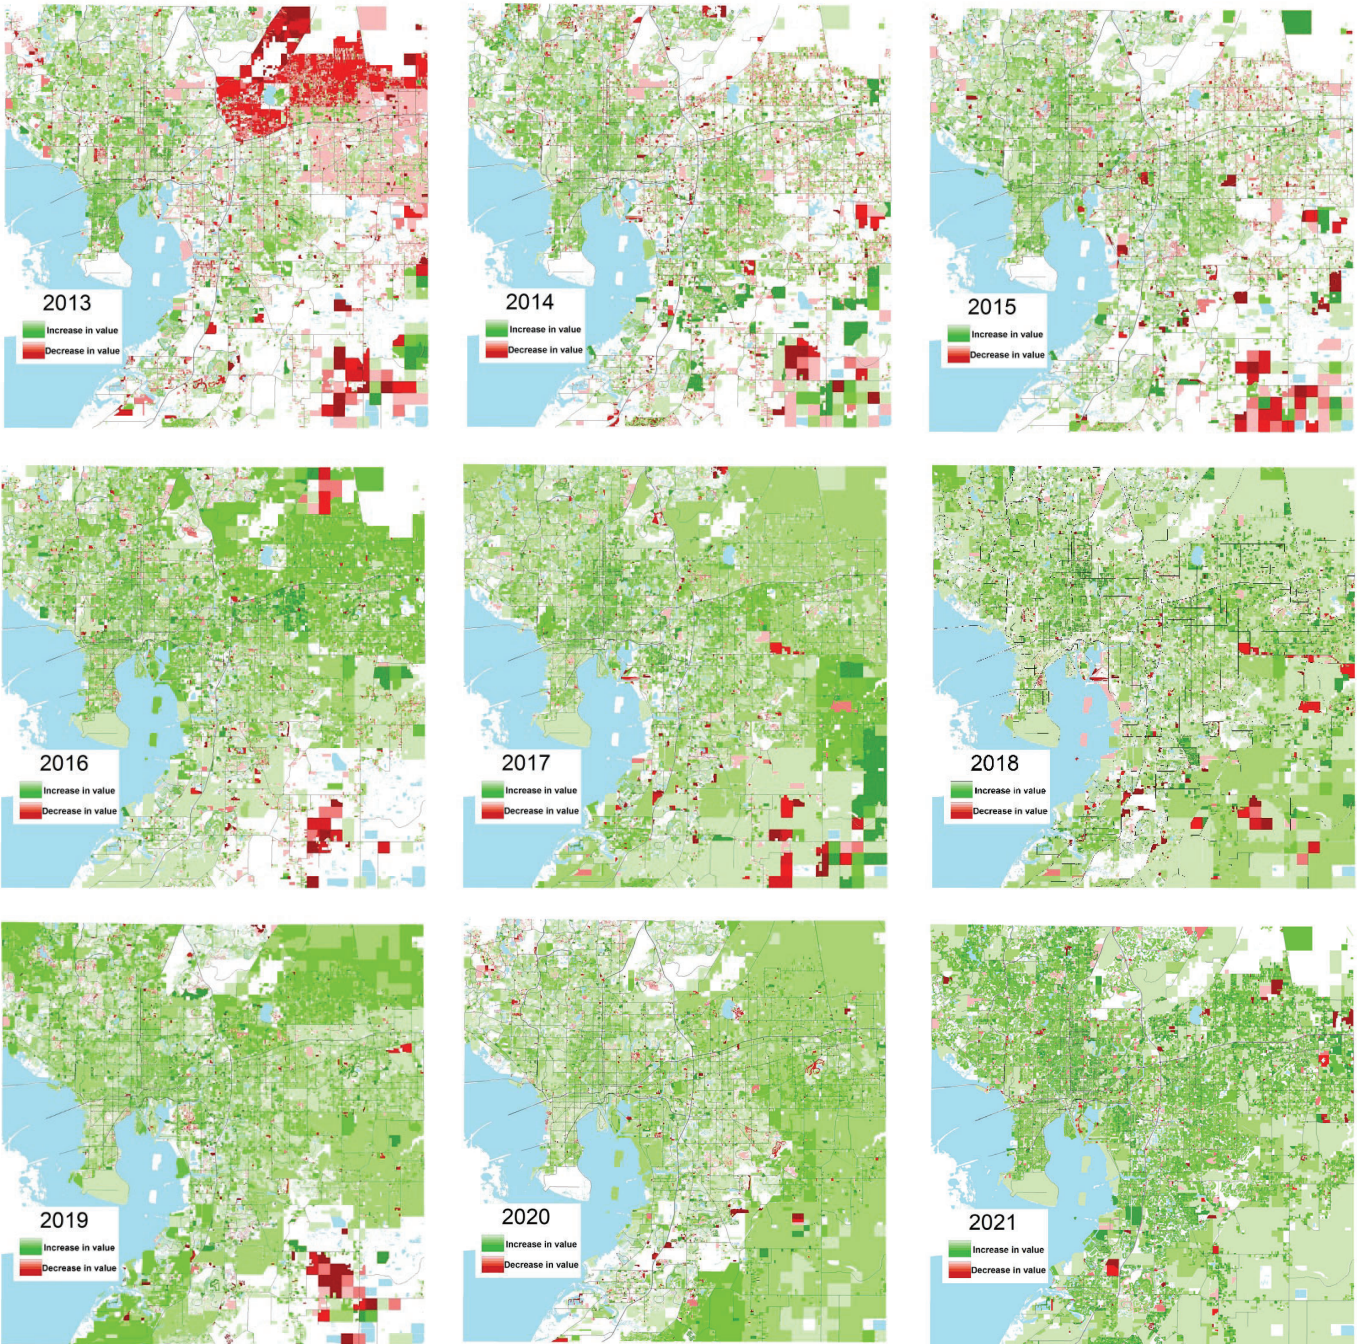 2013
Increase in value
Decrease in value
2014
Increase in value
Decrease in value
2015
Increase in value
Decrease in value
2016
Increase in value
Decrease in value
2017
Increase in value
Decrease in value
2018
Increase in value
Decrease in value
2019
Increase in value
Decrease in value
2020
Increase in value
Decrease in value
2021
Increase in value
Decrease in value